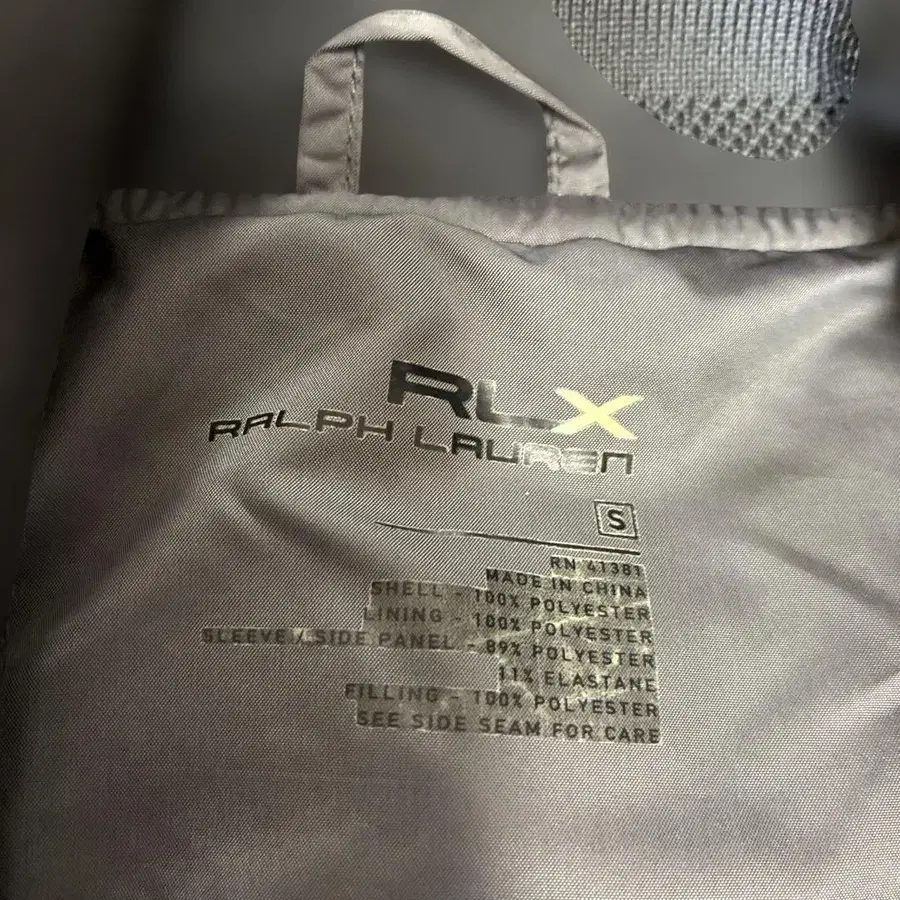 RLX
RALPH LAUREN
S
RN 41381
MADE IN CHINA
SHELL - 100% POLYESTER
LINING - 100% POLYESTER
SLEEVE / SIDE PANEL - 89% POLYESTER
11% ELASTANE
FILLING - 100% POLYESTER
SEE SIDE SEAM FOR CARE